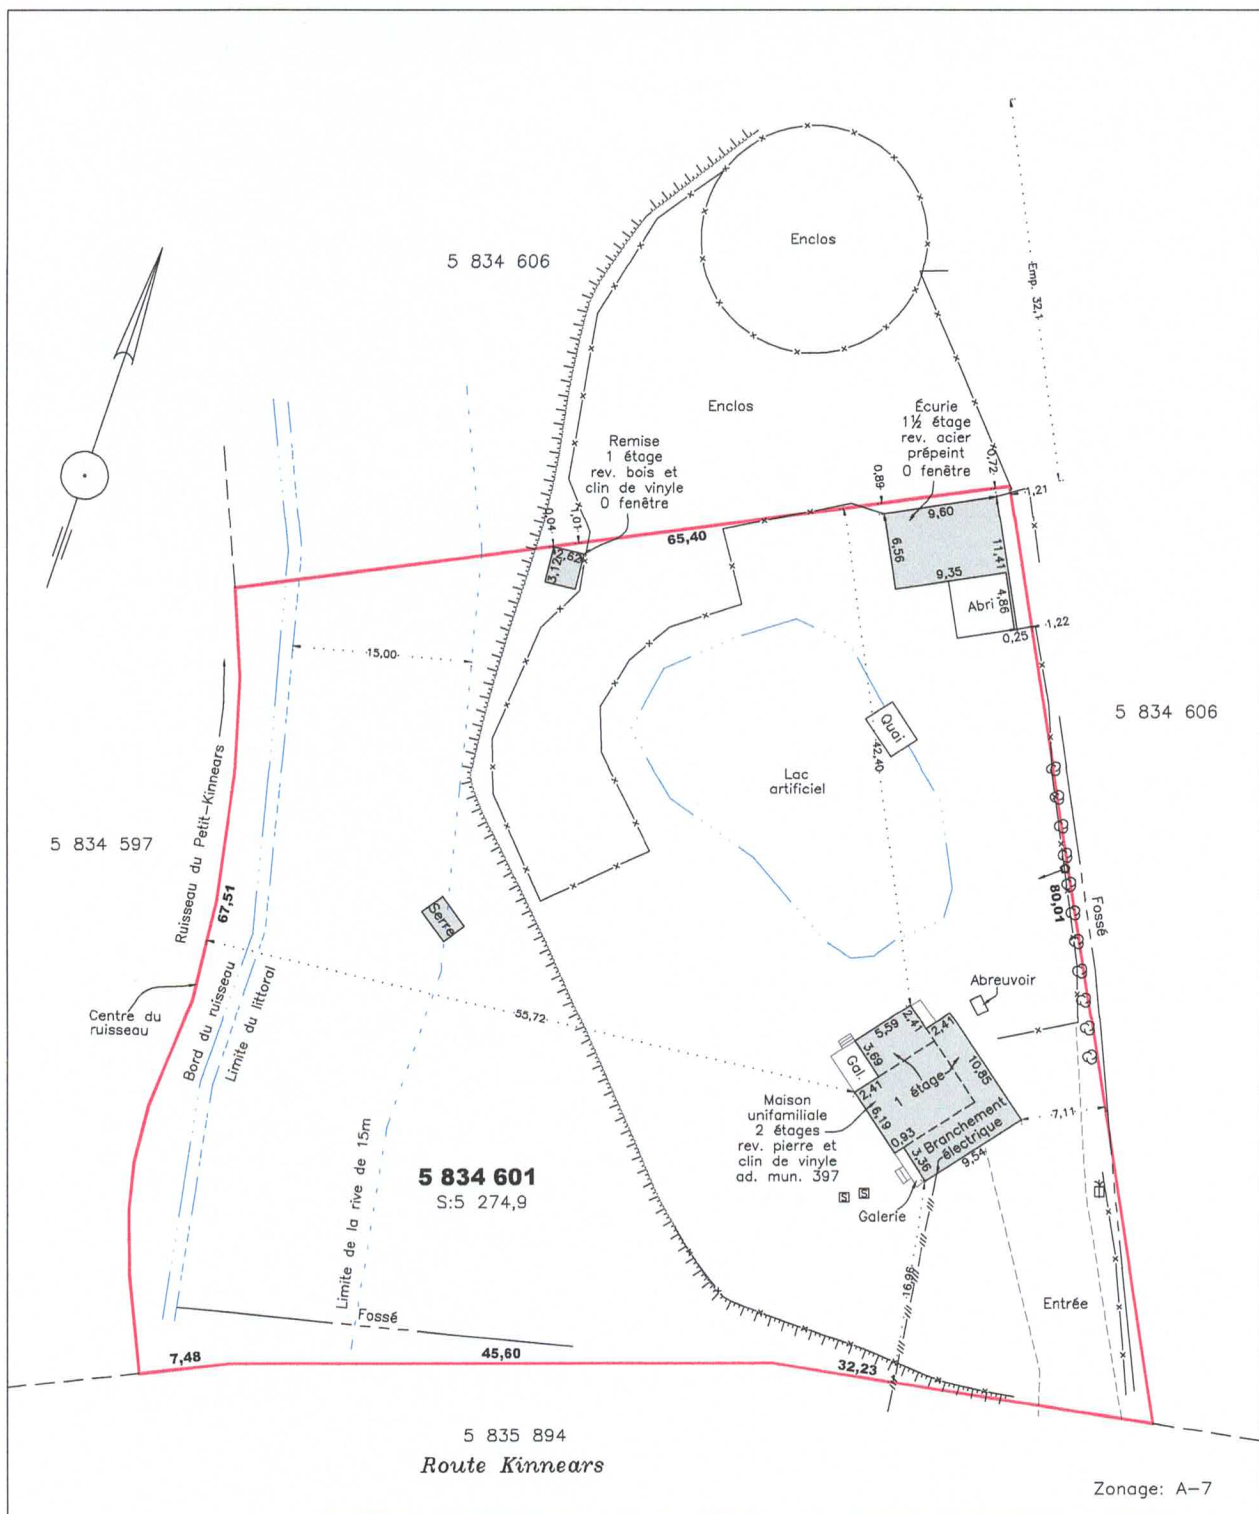 Enclos
5 834 606
Emp. 32,1
Enclos
Écurie
1½ étage
rev. acier
prépeint
0 fenêtre
Remise
1 étage
rev. bois et
clin de vinyle
0 fenêtre
0,89
0,72
1,21
0,04
1,01
65,40
9,60
2,62
3,12
6,56
11,41
9,35
Abri
4,86
0,25
1,22
15,00
5 834 606
Quai
42,40
Lac
artificiel
5 834 597
Ruisseau du Petit-Kinnears
67,51
80,01
Fossé
Serre
Centre du
ruisseau
Bord du ruisseau
Limite du littoral
55,72
Abreuvoir
5,59
2,41
2,41
3,69
Gal.
2,41
1 étage
10,85
6,19
0,93
3,36
Branchement
électrique
9,54
7,11
Maison
unifamiliale
2 étages
rev. pierre et
clin de vinyle
ad. mun. 397
S
S
Galerie
Limite de la rive de 15m
5 834 601
S:5 274,9
16,96
Entrée
Fossé
7,48
45,60
32,23
5 835 894
Route Kinnears
Zonage: A-7